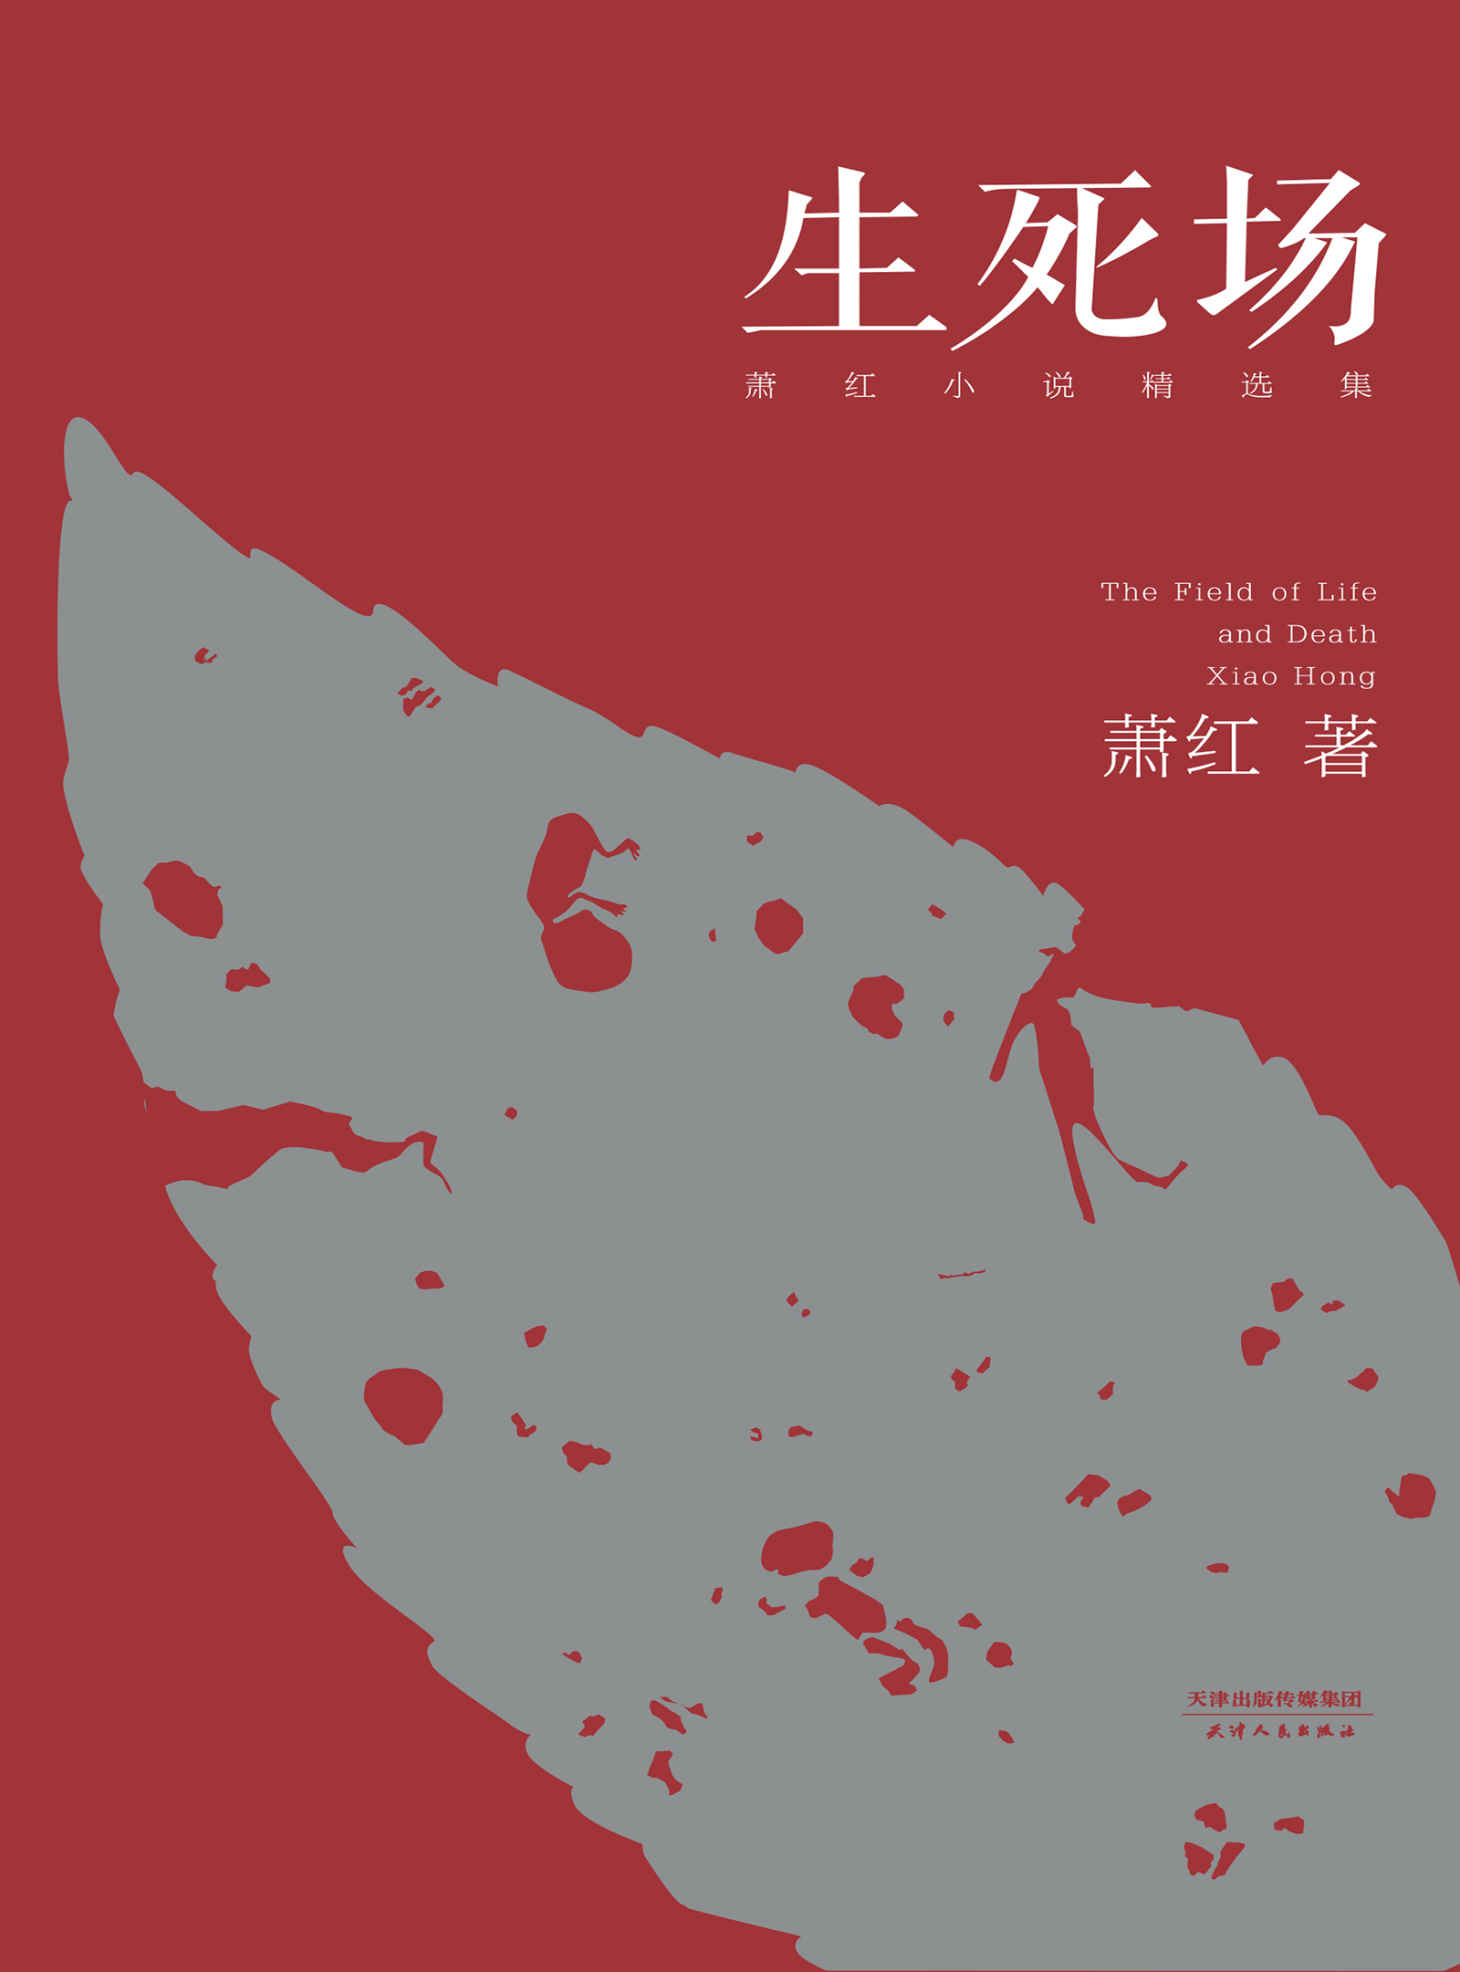 生死场
萧红小说精选集
The Field of Life
and Death
Xiao Hong
萧红 著
天津出版传媒集团
天津人民出版社